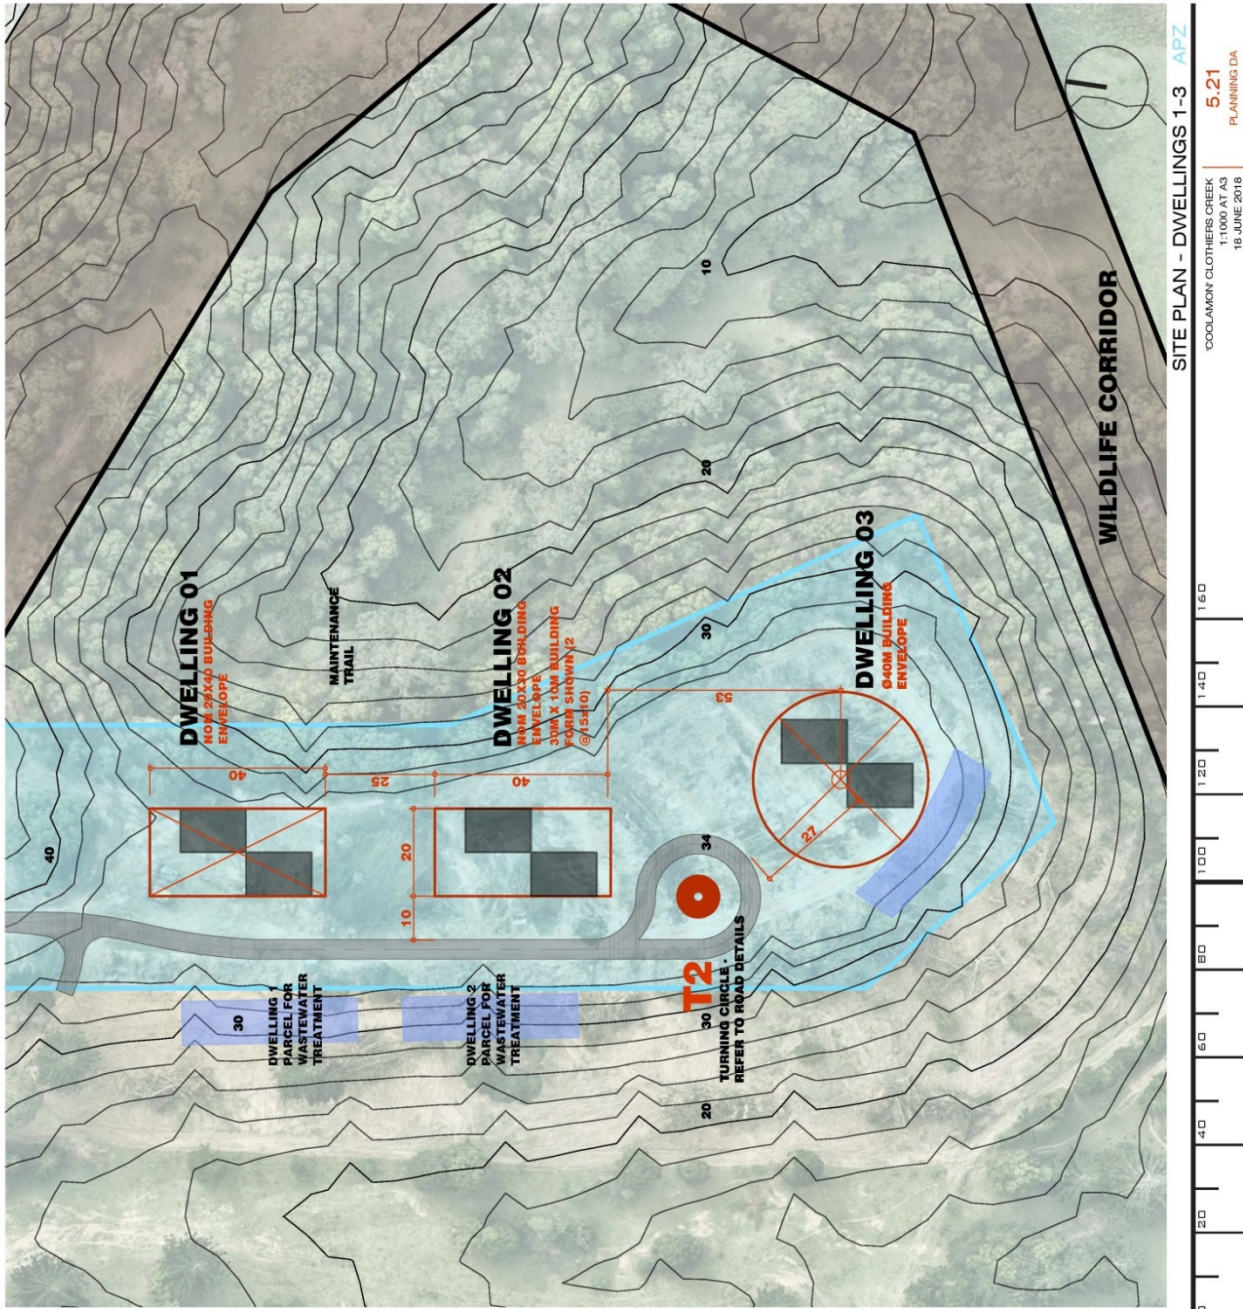 DWELLING 01
NOM 20X40 BUILDING
ENVELOPE
40
40
MAINTENANCE
TRAIL
25
30
DWELLING 1
PARCEL FOR
WASTEWATER
TREATMENT
DWELLING 02
NOM 20X30 BUILDING
ENVELOPE
30M X 10M BUILDING
FORM SHOWN (2
@15x10)
10
20
40
DWELLING 2
PARCEL FOR
WASTEWATER
TREATMENT
T2
TURNING CIRCLE -
REFER TO ROAD DETAILS
20
30
34
30
20
10
53
27
DWELLING 03
Ø40M BUILDING
ENVELOPE
WILDLIFE CORRIDOR
SITE PLAN - DWELLINGS 1-3 APZ
20 40 60 80 100 120 140 160
'COOLAMON' CLOTHIERS CREEK
1:1000 AT A3
18 JUNE 2018
5.21
PLANNING DA